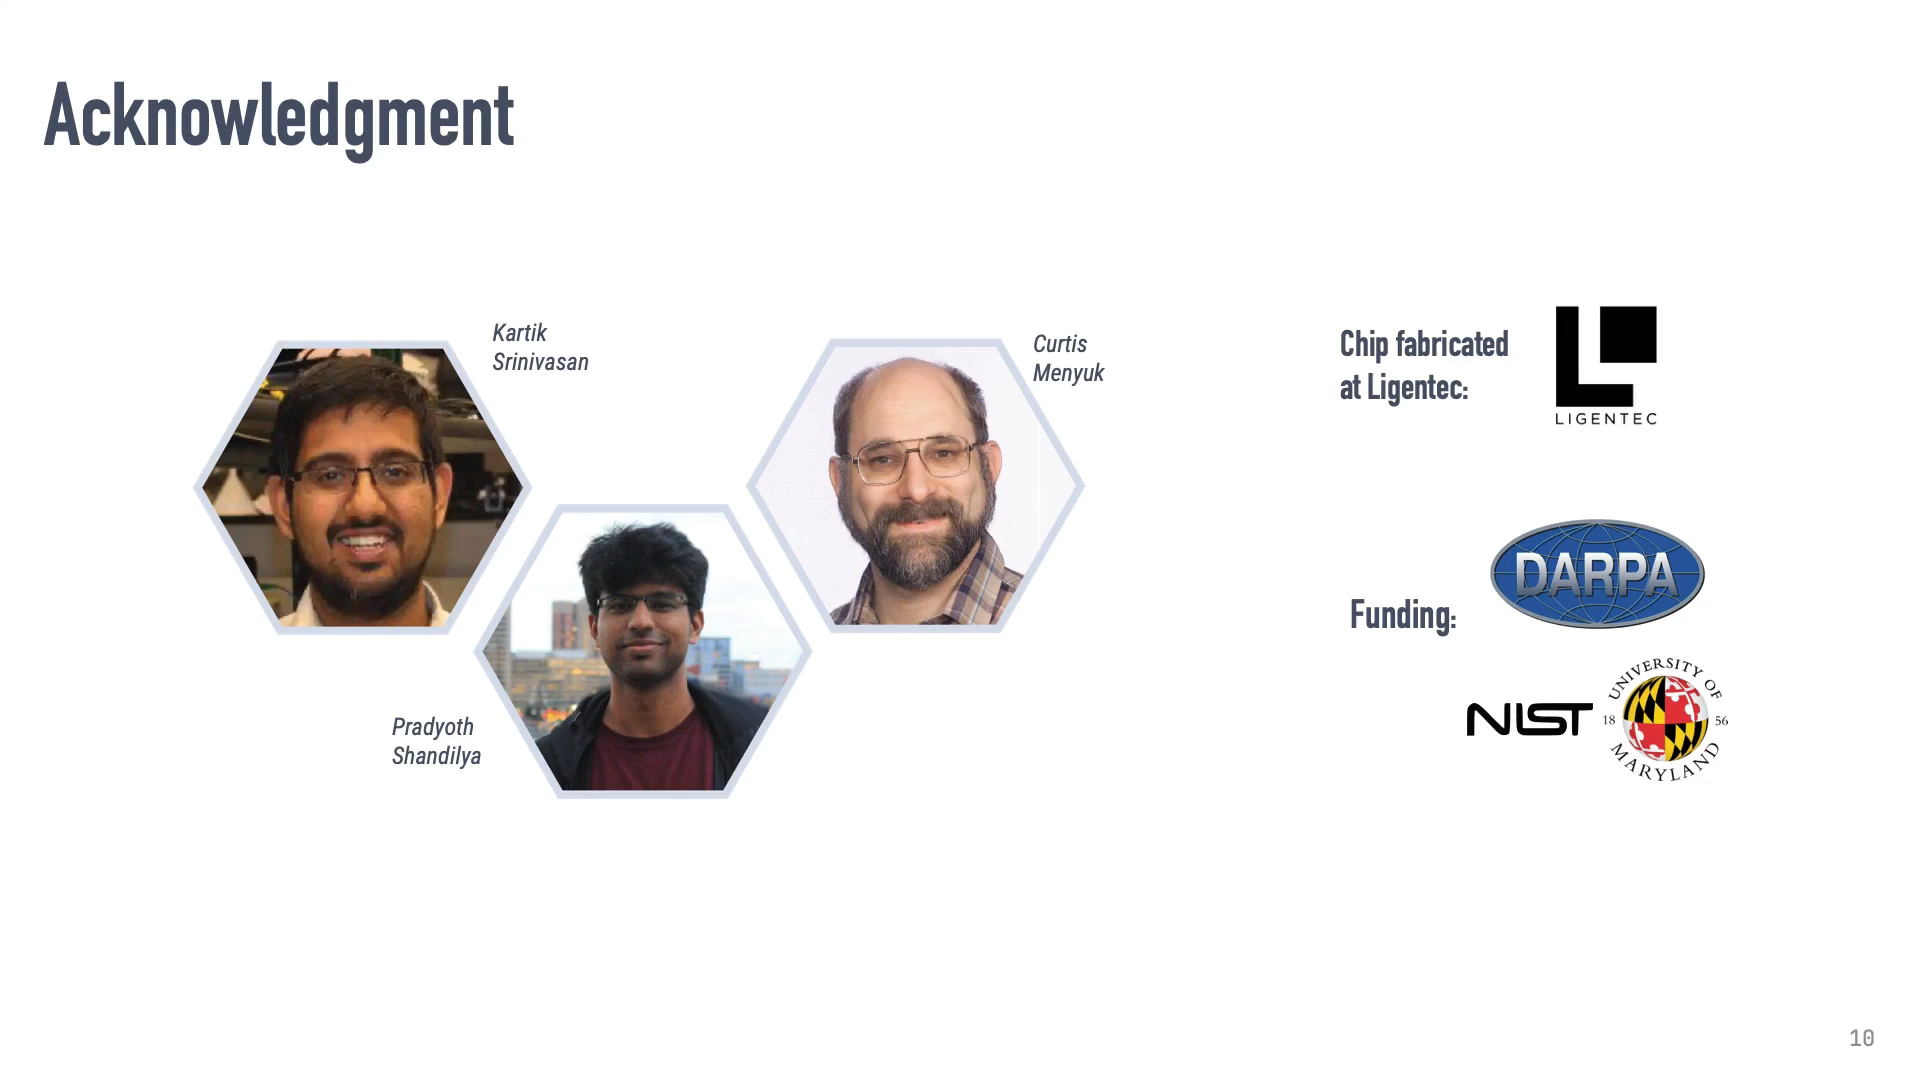 Acknowledgment
Kartik
Srinivasan
Curtis
Menyuk
Pradyoth
Shandilya
Chip fabricated
at Ligentec:
LIGENTEC
Funding:
DARPA
NIST
UNIVERSITY OF
18 56
MARYLAND
10